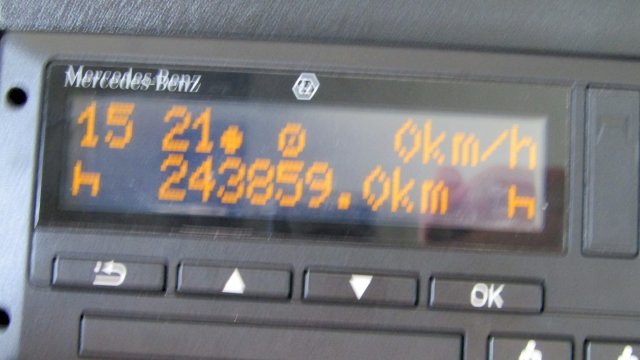 Mercedes-Benz
15 21 0km/h
243859.0km
OK